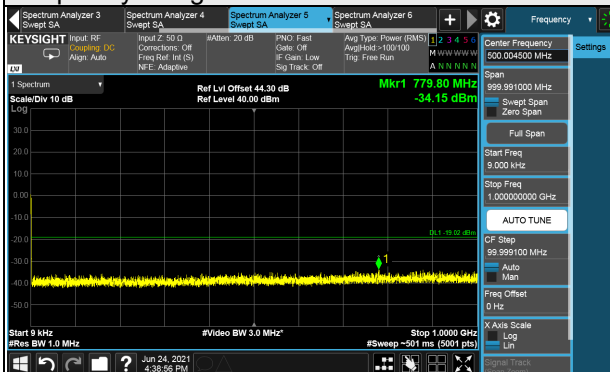 Spectrum Analyzer 3
Swept SA
Spectrum Analyzer 4
Swept SA
Spectrum Analyzer 5
Swept SA
Spectrum Analyzer 6
Swept SA
+
Frequency
KEYSIGHT
Input: RF
Coupling: DC
Align: Auto
Input Z: 50 Ω
Corrections: Off
Freq Ref: Int (S)
NFE: Adaptive
#Atten: 20 dB
PNO: Fast
Gate: Off
IF Gain: Low
Sig Track: Off
Avg Type: Power (RMS)
Avg|Hold:>100/100
Trig: Free Run
1 2 3 4 5 6
M W W W W W
A N N N N N
1 Spectrum
Scale/Div 10 dB
Log
Ref Lvl Offset 44.30 dB
Ref Level 40.00 dBm
Mkr1 779.80 MHz
-34.15 dBm
30.0
20.0
10.0
0.00
-10.0
-20.0
-30.0
-40.0
-50.0
DL1 -19.02 dBm
1
Start 9 kHz
#Res BW 1.0 MHz
#Video BW 3.0 MHz*
Stop 1.0000 GHz
#Sweep ~501 ms (5001 pts)
Jun 24, 2021
4:38:56 PM
Center Frequency
500.004500 MHz
Settings
Span
999.991000 MHz
Swept Span
Zero Span
Full Span
Start Freq
9.000 kHz
Stop Freq
1.000000000 GHz
AUTO TUNE
CF Step
99.999100 MHz
Auto
Man
Freq Offset
0 Hz
X Axis Scale
Log
Lin
Signal Track